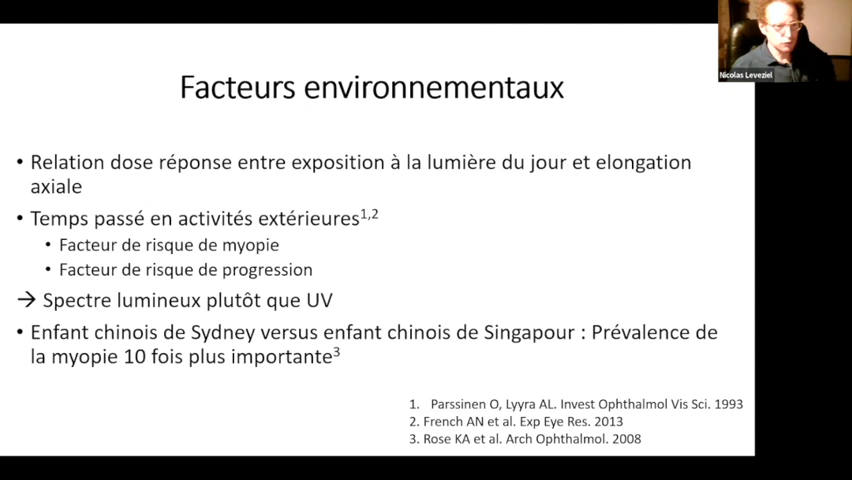 Nicolas Leveziel
Facteurs environnementaux
• Relation dose réponse entre exposition à la lumière du jour et elongation
axiale
• Temps passé en activités extérieures1,2
• Facteur de risque de myopie
• Facteur de risque de progression
→ Spectre lumineux plutôt que UV
• Enfant chinois de Sydney versus enfant chinois de Singapour : Prévalence de
la myopie 10 fois plus importante3
1. Parssinen O, Lyyra AL. Invest Ophthalmol Vis Sci. 1993
2. French AN et al. Exp Eye Res. 2013
3. Rose KA et al. Arch Ophthalmol. 2008